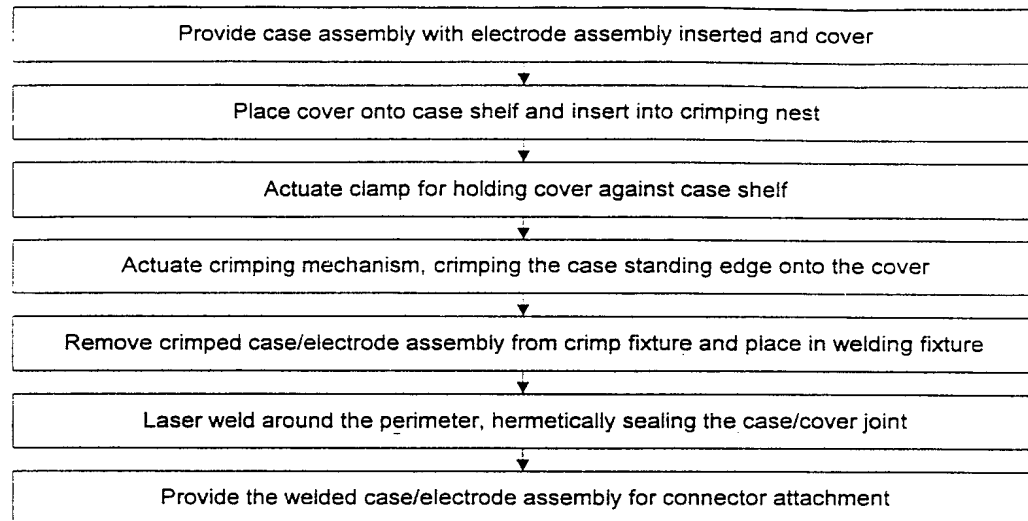 Provide case assembly with electrode assembly inserted and cover
Place cover onto case shelf and insert into crimping nest
Actuate clamp for holding cover against case shelf
Actuate crimping mechanism, crimping the case standing edge onto the cover
Remove crimped case/electrode assembly from crimp fixture and place in welding fixture
Laser weld around the perimeter, hermetically sealing the case/cover joint
Provide the welded case/electrode assembly for connector attachment